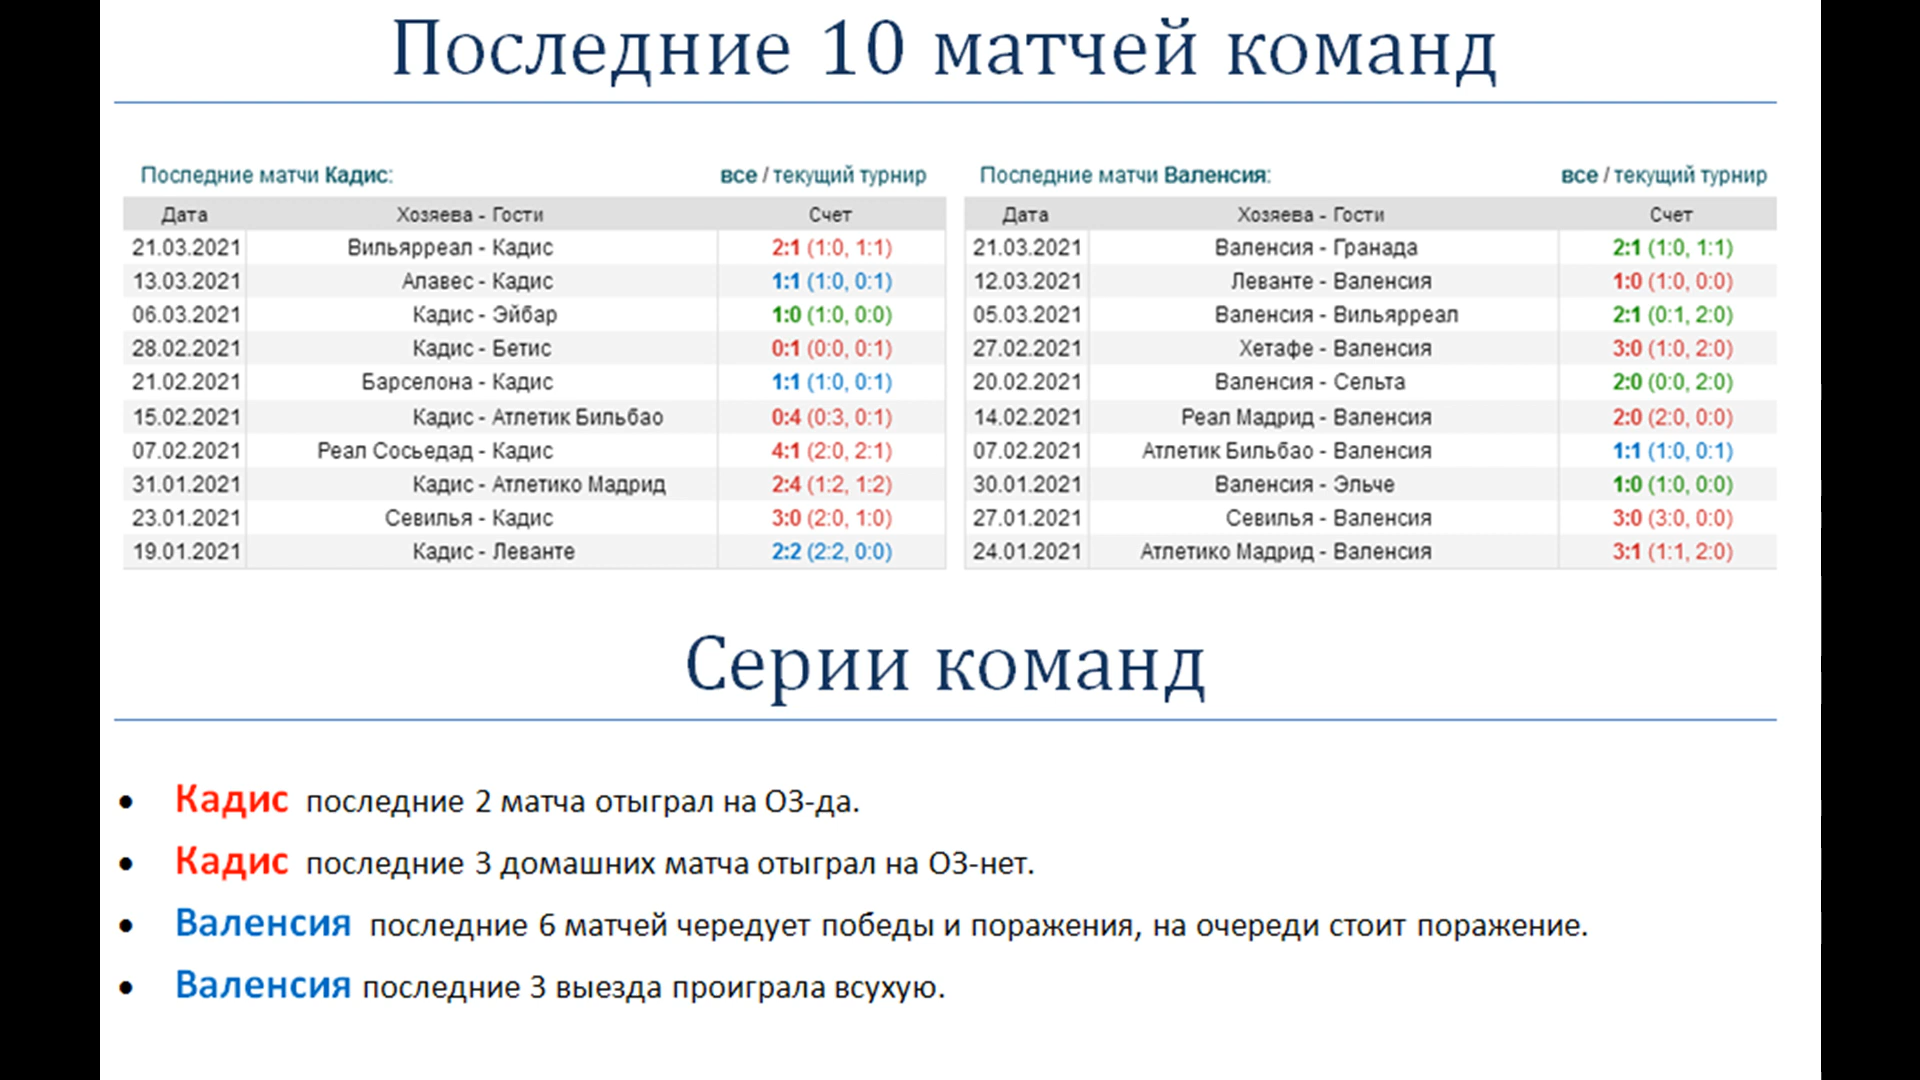 Последние 10 матчей команд
Последние матчи Кадис: все / текущий турнир
Дата Хозяева - Гости Счет
21.03.2021 Вильярреал - Кадис 2:1 (1:0, 1:1)
13.03.2021 Алавес - Кадис 1:1 (1:0, 0:1)
06.03.2021 Кадис - Эйбар 1:0 (1:0, 0:0)
28.02.2021 Кадис - Бетис 0:1 (0:0, 0:1)
21.02.2021 Барселона - Кадис 1:1 (1:0, 0:1)
15.02.2021 Кадис - Атлетик Бильбао 0:4 (0:3, 0:1)
07.02.2021 Реал Сосьедад - Кадис 4:1 (2:0, 2:1)
31.01.2021 Кадис - Атлетико Мадрид 2:4 (1:2, 1:2)
23.01.2021 Севилья - Кадис 3:0 (2:0, 1:0)
19.01.2021 Кадис - Леванте 2:2 (2:2, 0:0)
Последние матчи Валенсия: все / текущий турнир
Дата Хозяева - Гости Счет
21.03.2021 Валенсия - Гранада 2:1 (1:0, 1:1)
12.03.2021 Леванте - Валенсия 1:0 (1:0, 0:0)
05.03.2021 Валенсия - Вильярреал 2:1 (0:1, 2:0)
27.02.2021 Хетафе - Валенсия 3:0 (1:0, 2:0)
20.02.2021 Валенсия - Сельта 2:0 (0:0, 2:0)
14.02.2021 Реал Мадрид - Валенсия 2:0 (2:0, 0:0)
07.02.2021 Атлетик Бильбао - Валенсия 1:1 (1:0, 0:1)
30.01.2021 Валенсия - Эльче 1:0 (1:0, 0:0)
27.01.2021 Севилья - Валенсия 3:0 (3:0, 0:0)
24.01.2021 Атлетико Мадрид - Валенсия 3:1 (1:1, 2:0)
Серии команд
• Кадис последние 2 матча отыграл на ОЗ-да.
• Кадис последние 3 домашних матча отыграл на ОЗ-нет.
• Валенсия последние 6 матчей чередует победы и поражения, на очереди стоит поражение.
• Валенсия последние 3 выезда проиграла всухую.